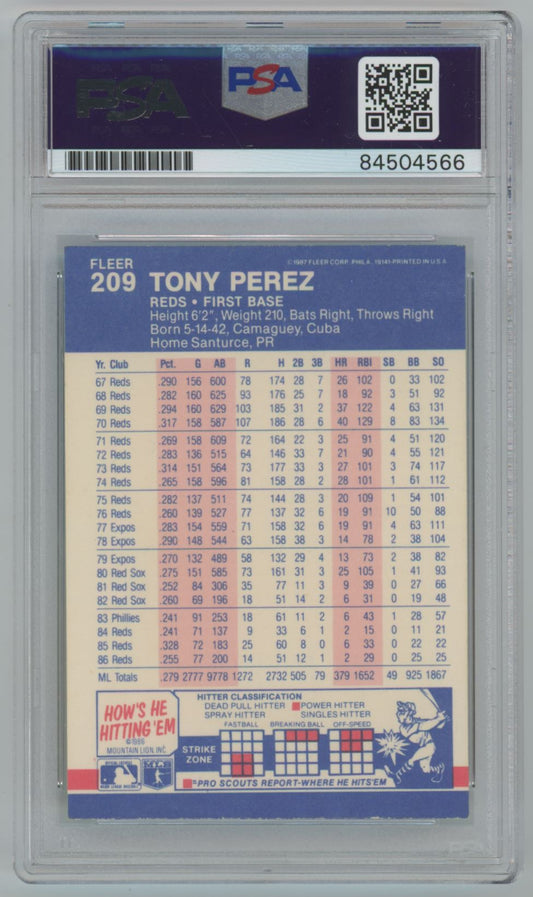 PSA
PSA
84504566
FLEER
©1987 FLEER CORP. PHILA., 19141-PRINTED IN U.S.A.
209 TONY PEREZ
REDS • FIRST BASE
Height 6'2", Weight 210, Bats Right, Throws Right
Born 5-14-42, Camaguey, Cuba
Home Santurce, PR
Yr. Club Pct. G AB R H 2B 3B HR RBI SB BB SO
67 Reds .290 156 600 78 174 28 7 26 102 0 33 102
68 Reds .282 160 625 93 176 25 7 18 92 3 51 92
69 Reds .294 160 629 103 185 31 2 37 122 4 63 131
70 Reds .317 158 587 107 186 28 6 40 129 8 83 134
71 Reds .269 158 609 72 164 22 3 25 91 4 51 120
72 Reds .283 136 515 64 146 33 7 21 90 4 55 121
73 Reds .314 151 564 73 177 33 3 27 101 3 74 117
74 Reds .265 158 596 81 158 28 2 28 101 1 61 112
75 Reds .282 137 511 74 144 28 3 20 109 1 54 101
76 Reds .260 139 527 77 137 32 6 19 91 10 50 88
77 Expos .283 154 559 71 158 32 6 19 91 4 63 111
78 Expos .290 148 544 63 158 38 3 14 78 2 38 104
79 Expos .270 132 489 58 132 29 4 13 73 2 38 82
80 Red Sox .275 151 585 73 161 31 3 25 105 1 41 93
81 Red Sox .252 84 306 35 77 11 3 9 39 0 27 66
82 Red Sox .260 69 196 18 51 14 2 6 31 0 19 48
83 Phillies .241 91 253 18 61 11 2 6 43 1 28 57
84 Reds .241 71 137 9 33 6 1 2 15 0 11 21
85 Reds .328 72 183 25 60 8 0 6 33 0 22 22
86 Reds .255 77 200 14 51 12 1 2 29 0 25 25
ML Totals .279 2777 9778 1272 2732 505 79 379 1652 49 925 1867
HOW'S HE
HITTING 'EM
©1986
MOUNTAIN LION, INC
HITTER CLASSIFICATION
DEAD PULL HITTER POWER HITTER
SPRAY HITTER SINGLES HITTER
FASTBALL BREAKING BALL OFF-SPEED
STRIKE
ZONE
="PRO SCOUTS REPORT-WHERE HE HITS'EM